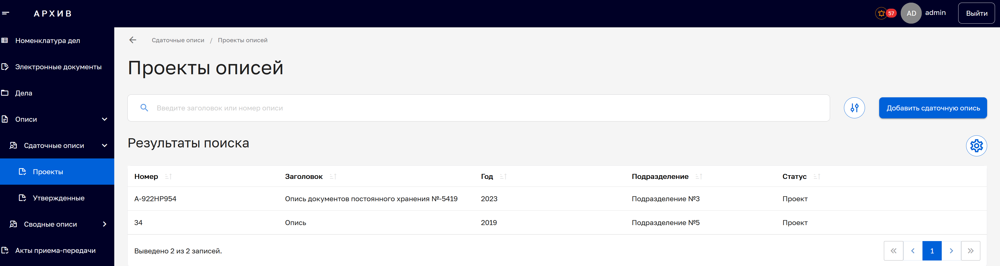 АРХИВ
57
AD
admin
Выйти
Номенклатура дел
Электронные документы
Дела
Описи
Сдаточные описи
Проекты
Утвержденные
Сводные описи
Акты приема-передачи
Сдаточные описи / Проекты описей
Проекты описей
Введите заголовок или номер описи
Добавить сдаточную опись
Результаты поиска
Номер Заголовок Год Подразделение Статус
А-922НР954 Опись документов постоянного хранения №-5419 2023 Подразделение №3 Проект
34 Опись 2019 Подразделение №5 Проект
Выведено 2 из 2 записей.
1